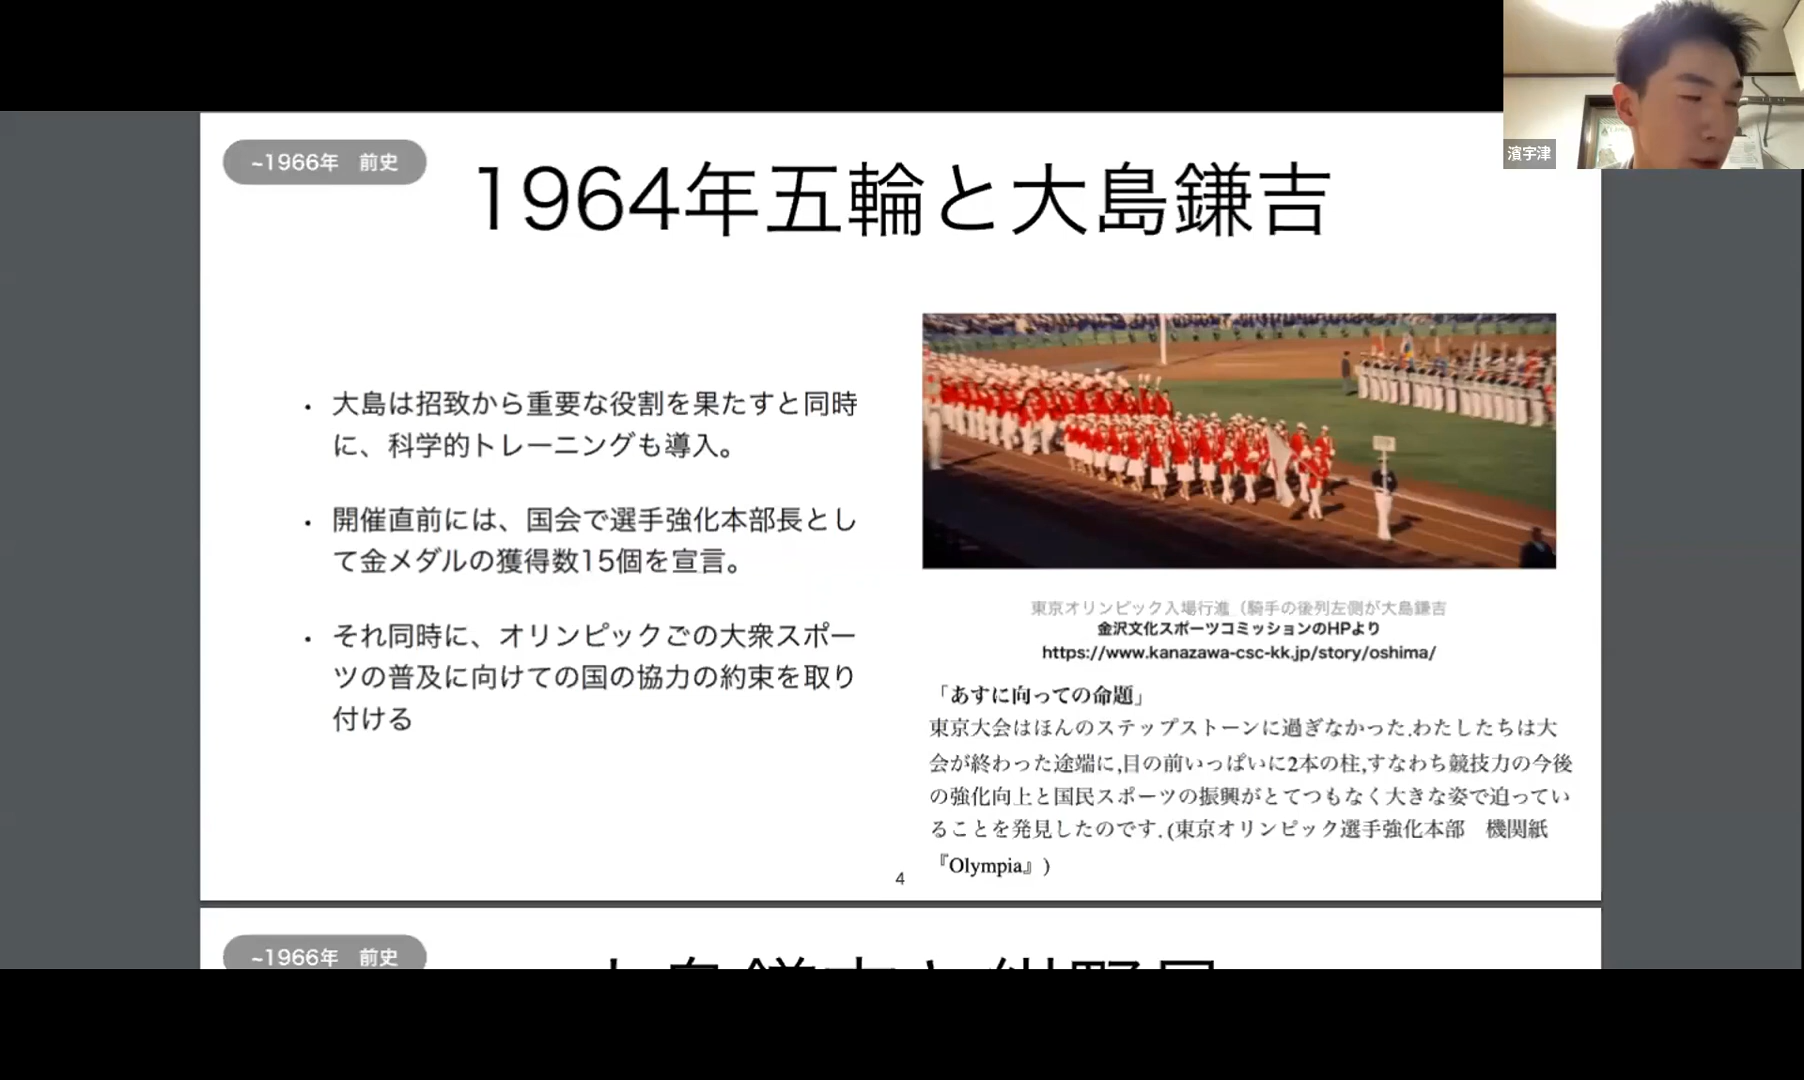 濱宇津
~1966年　前史
1964年五輪と大島鎌吉
・大島は招致から重要な役割を果たすと同時
に、科学的トレーニングも導入。
・開催直前には、国会で選手強化本部長とし
て金メダルの獲得数15個を宣言。
・それ同時に、オリンピックごの大衆スポー
ツの普及に向けての国の協力の約束を取り
付ける
東京オリンピック入場行進（騎手の後列左側が大島鎌吉
金沢文化スポーツコミッションのHPより
https://www.kanazawa-csc-kk.jp/story/oshima/
「あすに向っての命題」
東京大会はほんのステップストーンに過ぎなかった.わたしたちは大
会が終わった途端に,目の前いっぱいに2本の柱,すなわち競技力の今後
の強化向上と国民スポーツの振興がとてつもなく大きな姿で迫ってい
ることを発見したのです.(東京オリンピック選手強化本部　機関紙
『Olympia』)
4
~1966年　前史